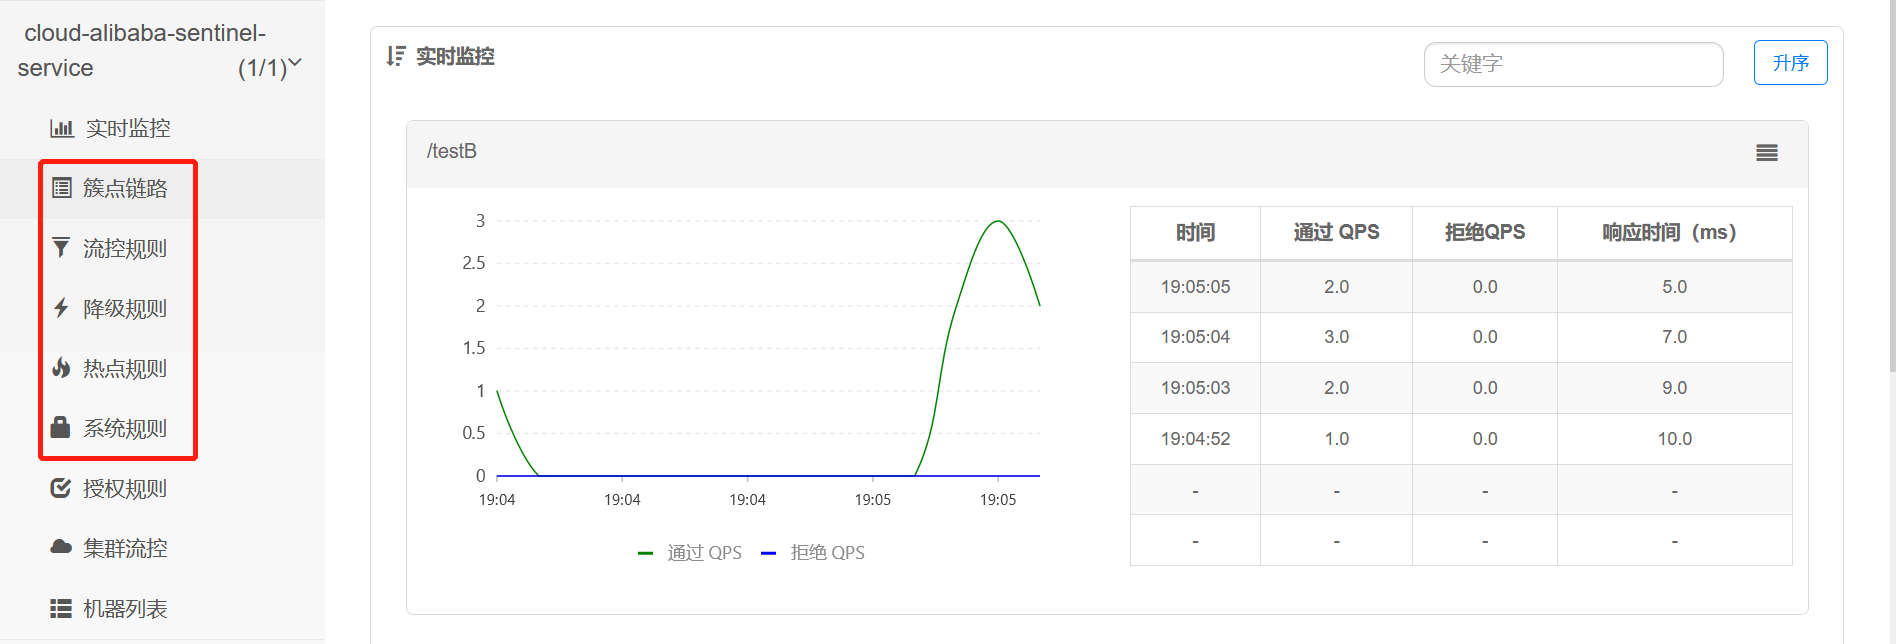 cloud-alibaba-sentinel-
service (1/1)
实时监控
簇点链路
流控规则
降级规则
热点规则
系统规则
授权规则
集群流控
机器列表
实时监控
关键字
升序
/testB
3
2.5
2
1.5
1
0.5
0
19:04 19:04 19:04 19:05 19:05
通过 QPS 拒绝 QPS
时间 通过 QPS 拒绝QPS 响应时间（ms）
19:05:05 2.0 0.0 5.0
19:05:04 3.0 0.0 7.0
19:05:03 2.0 0.0 9.0
19:04:52 1.0 0.0 10.0
- - - -
- - - -